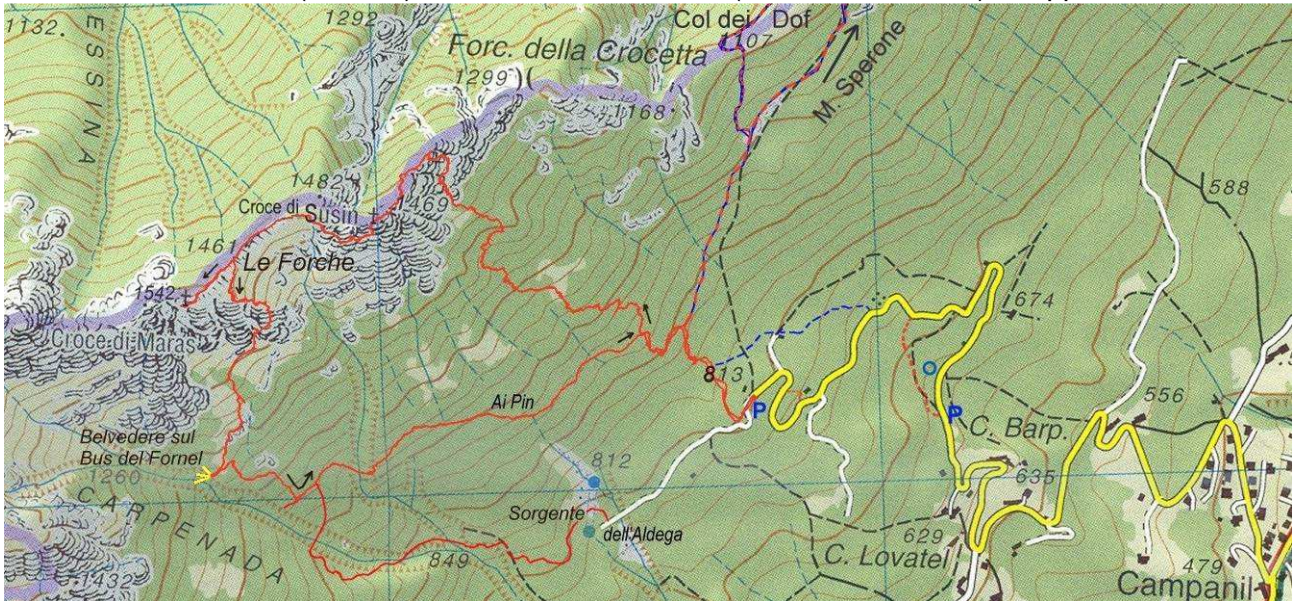 1132.
ESSINA
1292
Forc. della Crocetta
1299
1168
Col dei Dof
1107
M. Sperone
588
1482
Croce di Susin
1469
1461
Le Forche
1542
Croce di Maras
674
813
P
P
C. Barp.
556
Ai Pin
Belvedere sul
Bus del Fornel
1260
CARPENADA
812
Sorgente
dell'Aldega
635
849
629
C. Lovatel
479
Campanil
1432